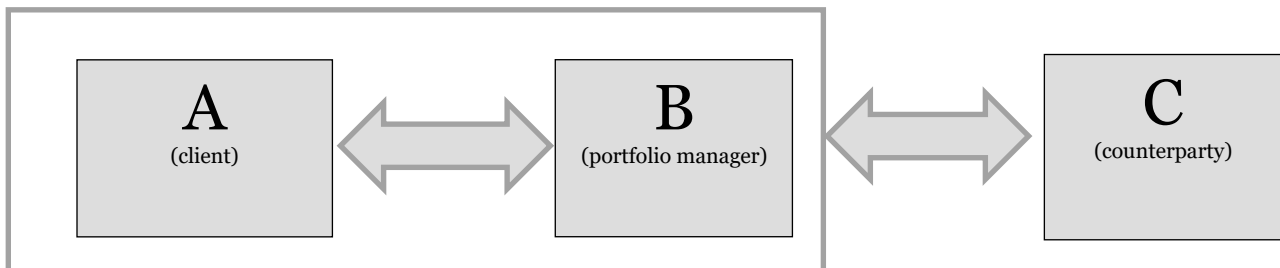 A
(client)
B
(portfolio manager)
C
(counterparty)